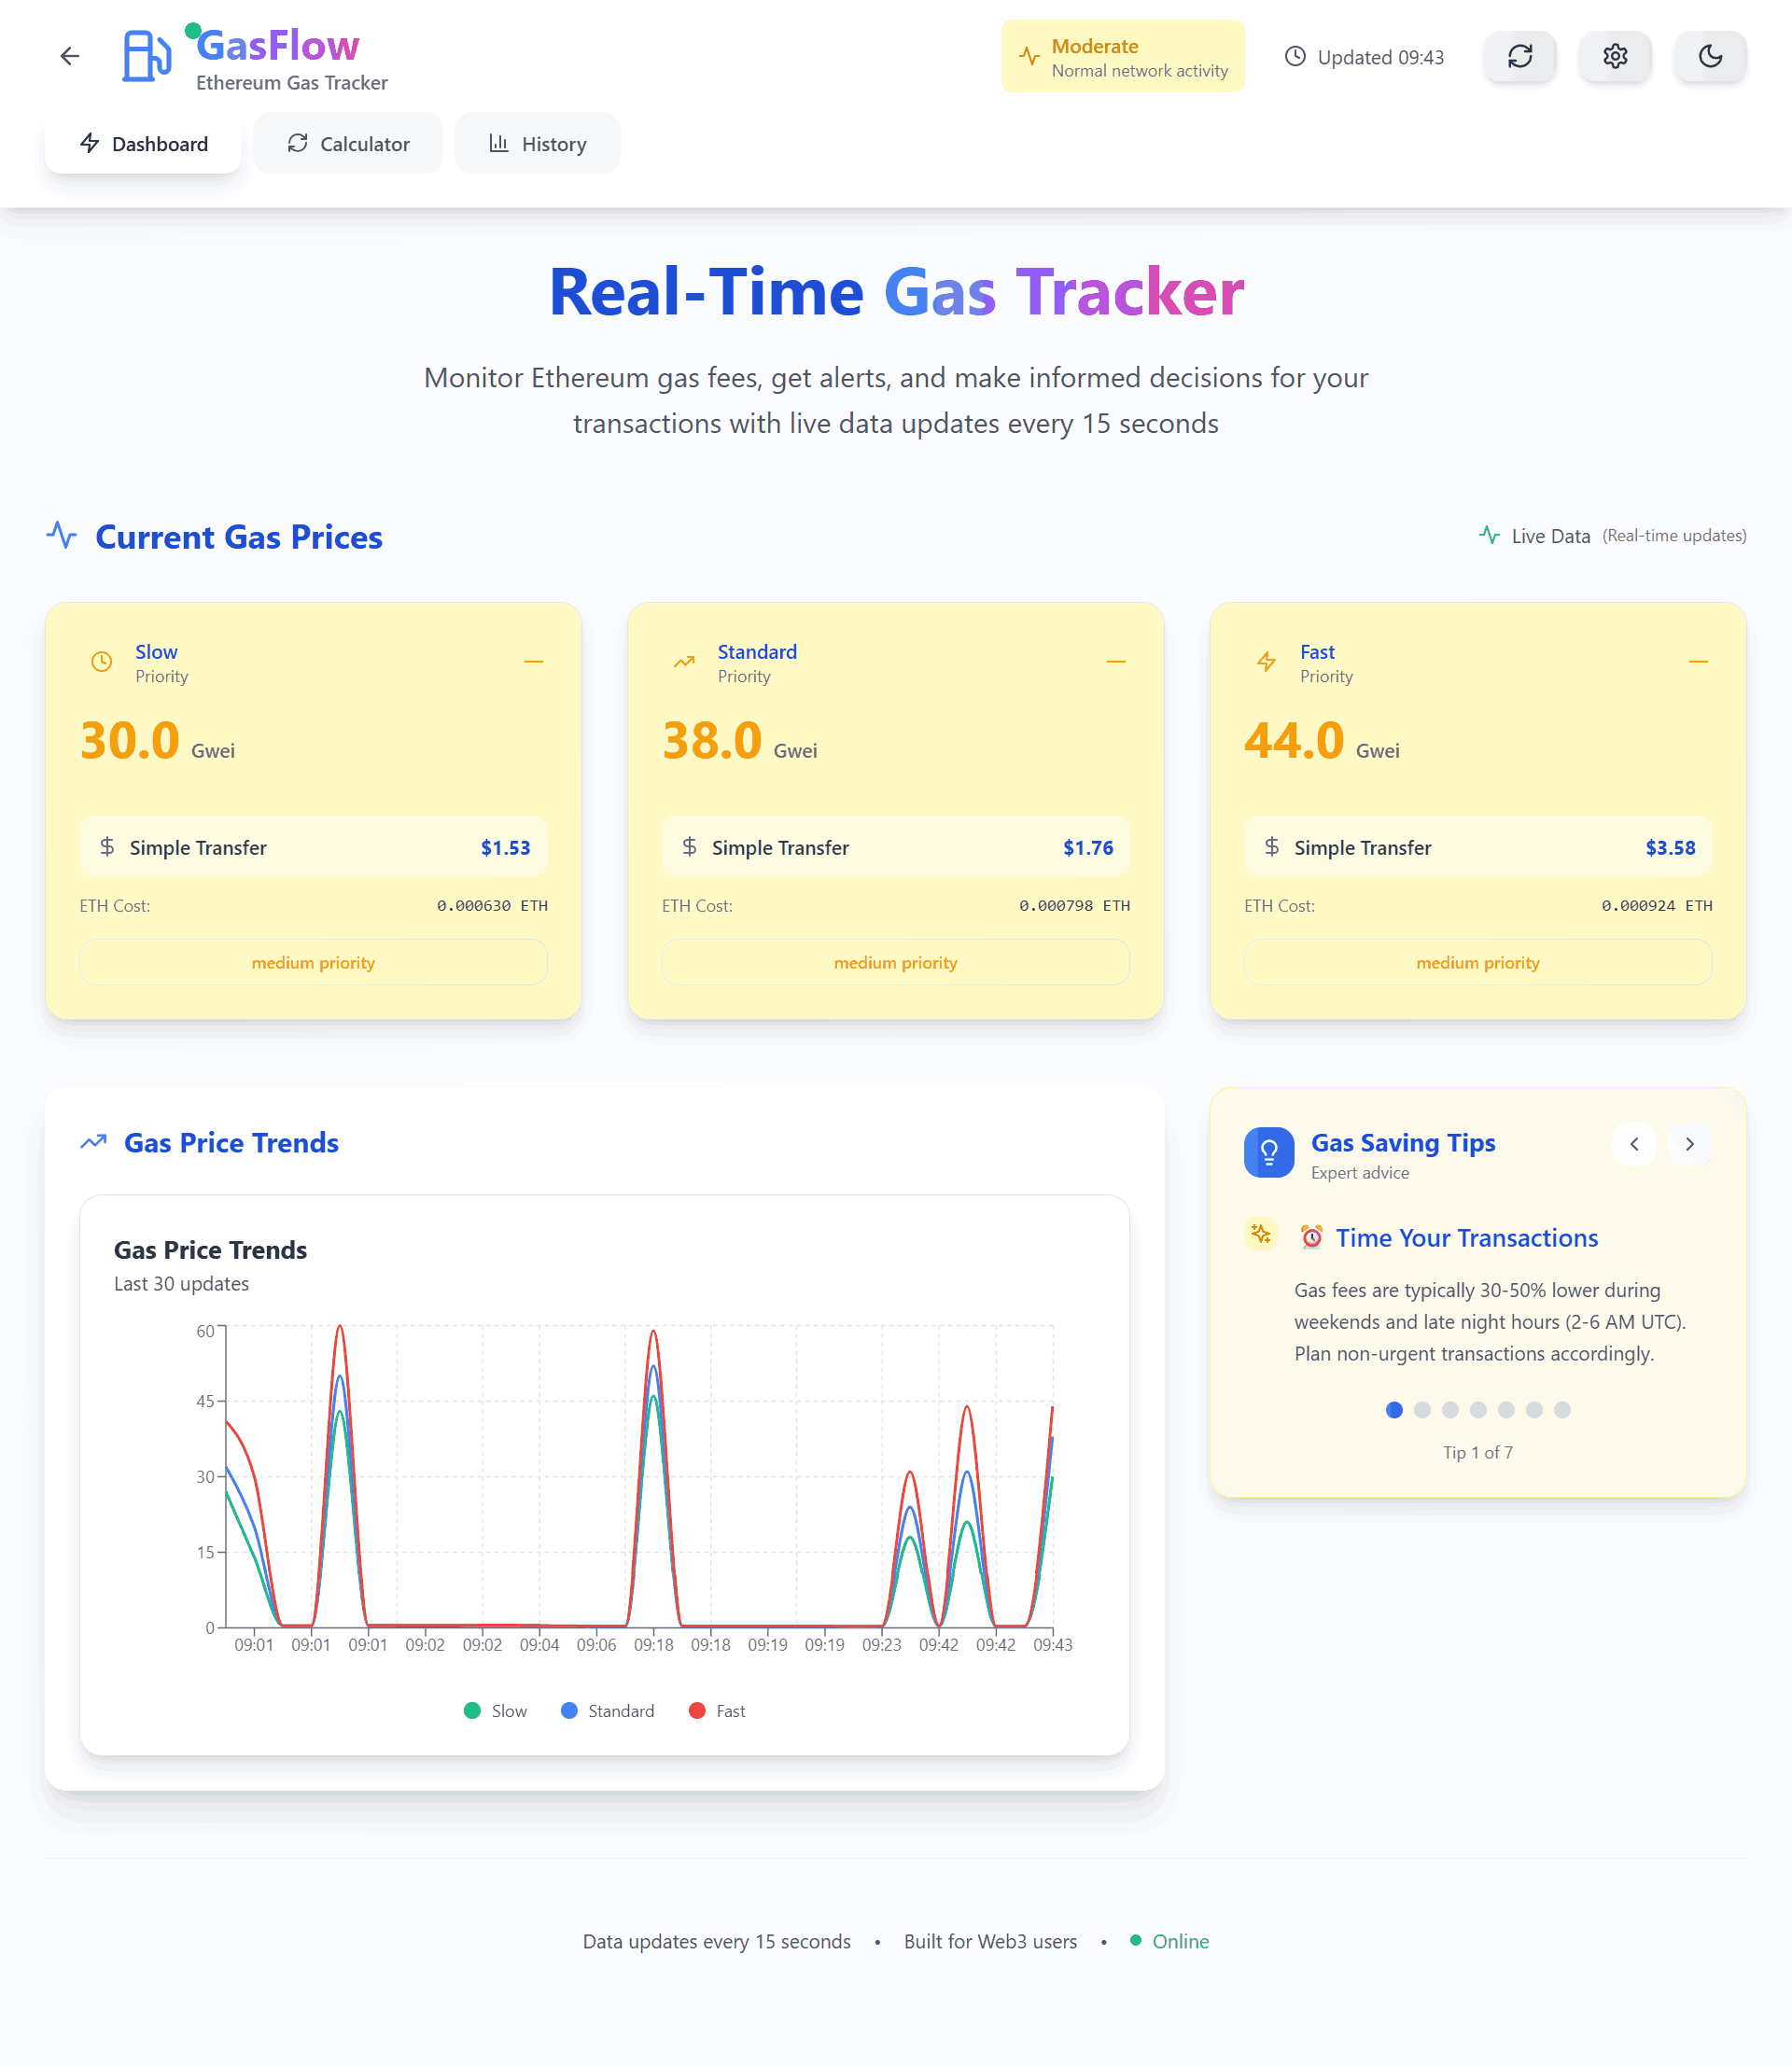 GasFlow
Ethereum Gas Tracker
Moderate
Normal network activity
Updated 09:43
Dashboard
Calculator
History
Real-Time Gas Tracker
Monitor Ethereum gas fees, get alerts, and make informed decisions for your
transactions with live data updates every 15 seconds
Current Gas Prices
Live Data (Real-time updates)
Slow
Priority
30.0 Gwei
Simple Transfer $1.53
ETH Cost: 0.000630 ETH
medium priority
Standard
Priority
38.0 Gwei
Simple Transfer $1.76
ETH Cost: 0.000798 ETH
medium priority
Fast
Priority
44.0 Gwei
Simple Transfer $3.58
ETH Cost: 0.000924 ETH
medium priority
Gas Price Trends
Gas Price Trends
Last 30 updates
60
45
30
15
0
09:01 09:01 09:01 09:02 09:02 09:04 09:06 09:18 09:18 09:19 09:19 09:23 09:42 09:42 09:43
Slow Standard Fast
Gas Saving Tips
Expert advice
⏰ Time Your Transactions
Gas fees are typically 30-50% lower during
weekends and late night hours (2-6 AM UTC).
Plan non-urgent transactions accordingly.
Tip 1 of 7
Data updates every 15 seconds • Built for Web3 users • Online